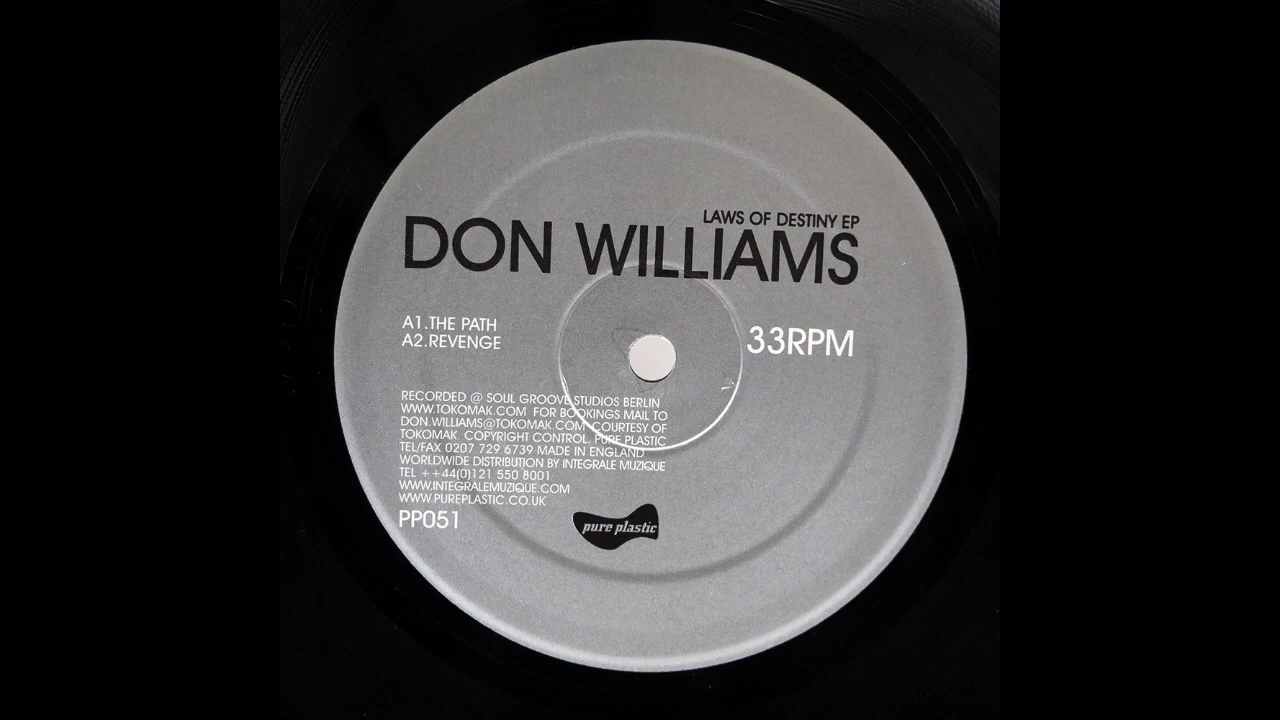 LAWS OF DESTINY EP
DON WILLIAMS
A1.THE PATH
A2.REVENGE
33RPM
RECORDED @ SOUL GROOVE STUDIOS BERLIN
WWW.TOKOMAK.COM FOR BOOKINGS MAIL TO
DON.WILLIAMS@TOKOMAK.COM COURTESY OF
TOKOMAK. COPYRIGHT CONTROL. PURE PLASTIC
TEL/FAX 0207 729 6739 MADE IN ENGLAND
WORLDWIDE DISTRIBUTION BY INTEGRALE MUZIQUE
TEL ++44(0)121 550 8001
WWW.INTEGRALEMUZIQUE.COM
WWW.PUREPLASTIC.CO.UK
PP051
pure plastic